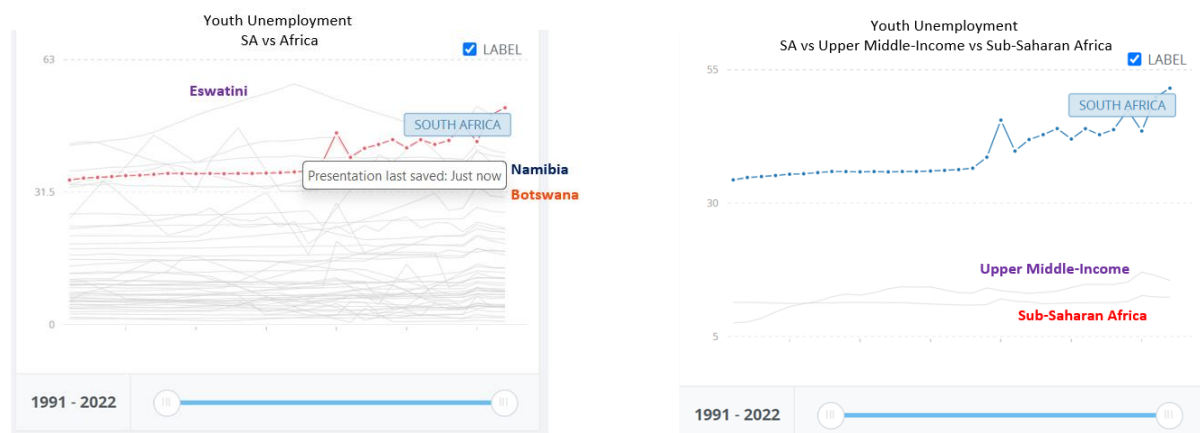 Youth Unemployment
SA vs Africa
LABEL
63
Eswatini
SOUTH AFRICA
Namibia
Presentation last saved: Just now
31.5
Botswana
0
1991 - 2022
Youth Unemployment
SA vs Upper Middle-Income vs Sub-Saharan Africa
LABEL
55
SOUTH AFRICA
30
Upper Middle-Income
Sub-Saharan Africa
5
1991 - 2022